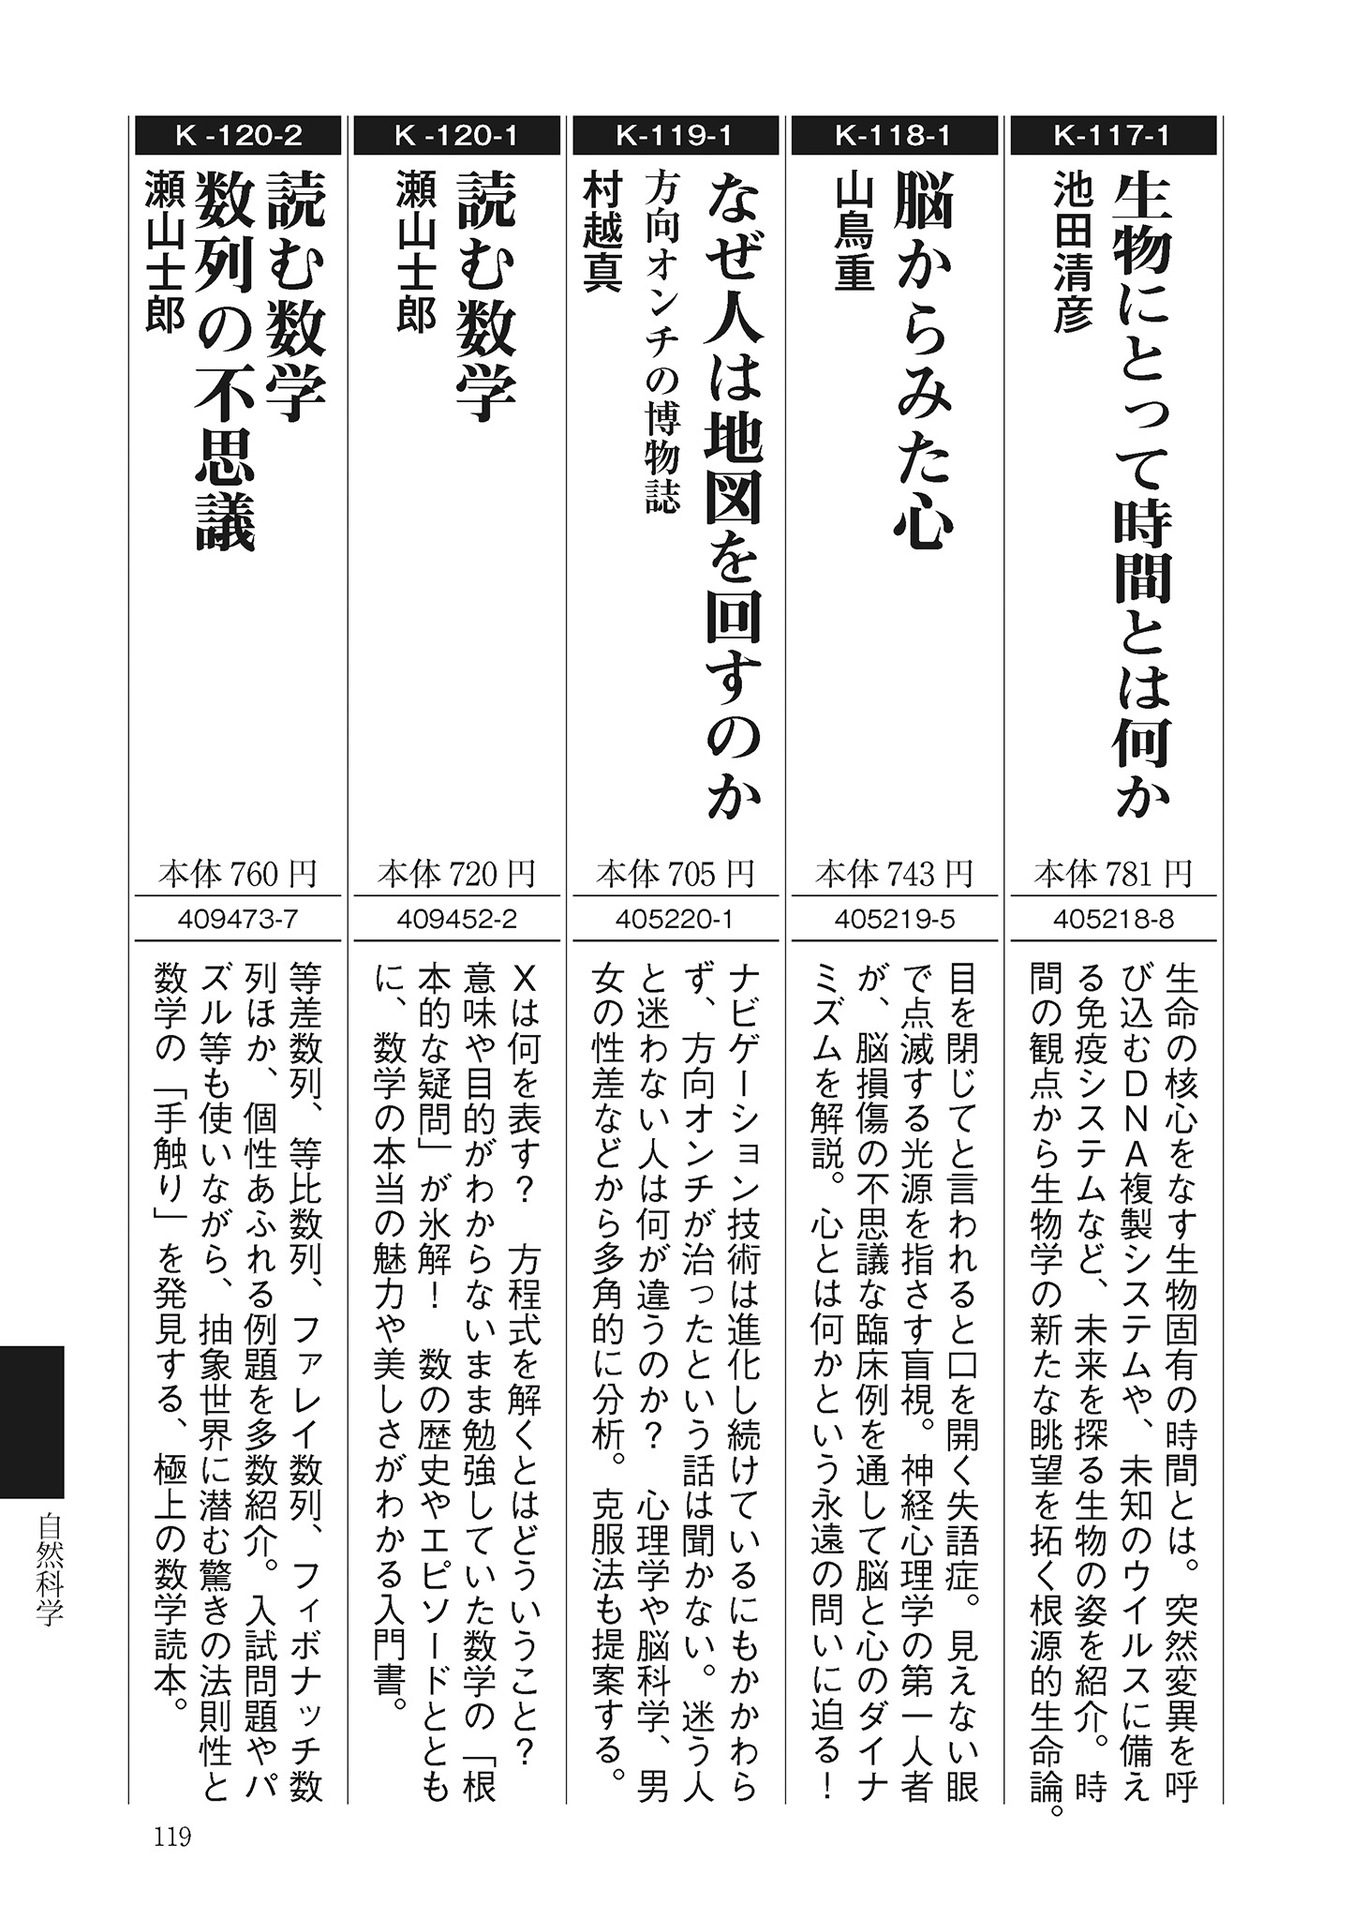 K-117-1
生物にとって時間とは何か
池田清彦
本体781円
405218-8
生命の核心をなす生物固有の時間とは。突然変異を呼
び込むDNA複製システムや、未知のウイルスに備え
る免疫システムなど、未来を探る生物の姿を紹介。時
間の観点から生物学の新たな眺望を拓く根源的生命論。
K-118-1
脳からみた心
山鳥重
本体743円
405219-5
目を閉じてと言われると口を開く失語症。見えない眼
で点滅する光源を指さす盲視。神経心理学の第一人者
が、脳損傷の不思議な臨床例を通して脳と心のダイナ
ミズムを解説。心とは何かという永遠の問いに迫る！
K-119-1
なぜ人は地図を回すのか
方向オンチの博物誌
村越真
本体705円
405220-1
ナビゲーション技術は進化し続けているにもかかわら
ず、方向オンチが治ったという話は聞かない。迷う人
と迷わない人は何が違うのか？　心理学や脳科学、男
女の性差などから多角的に分析。克服法も提案する。
K-120-1
読む数学
瀬山士郎
本体720円
409452-2
Xは何を表す？　方程式を解くとはどういうこと？
意味や目的がわからないまま勉強していた数学の「根
本的な疑問」が氷解！　数の歴史やエピソードととも
に、数学の本当の魅力や美しさがわかる入門書。
K-120-2
読む数学
数列の不思議
瀬山士郎
本体760円
409473-7
等差数列、等比数列、ファレイ数列、フィボナッチ数
列ほか、個性あふれる例題を多数紹介。入試問題やパ
ズル等も使いながら、抽象世界に潜む驚きの法則性と
数学の「手触り」を発見する、極上の数学読本。
自然科学
119